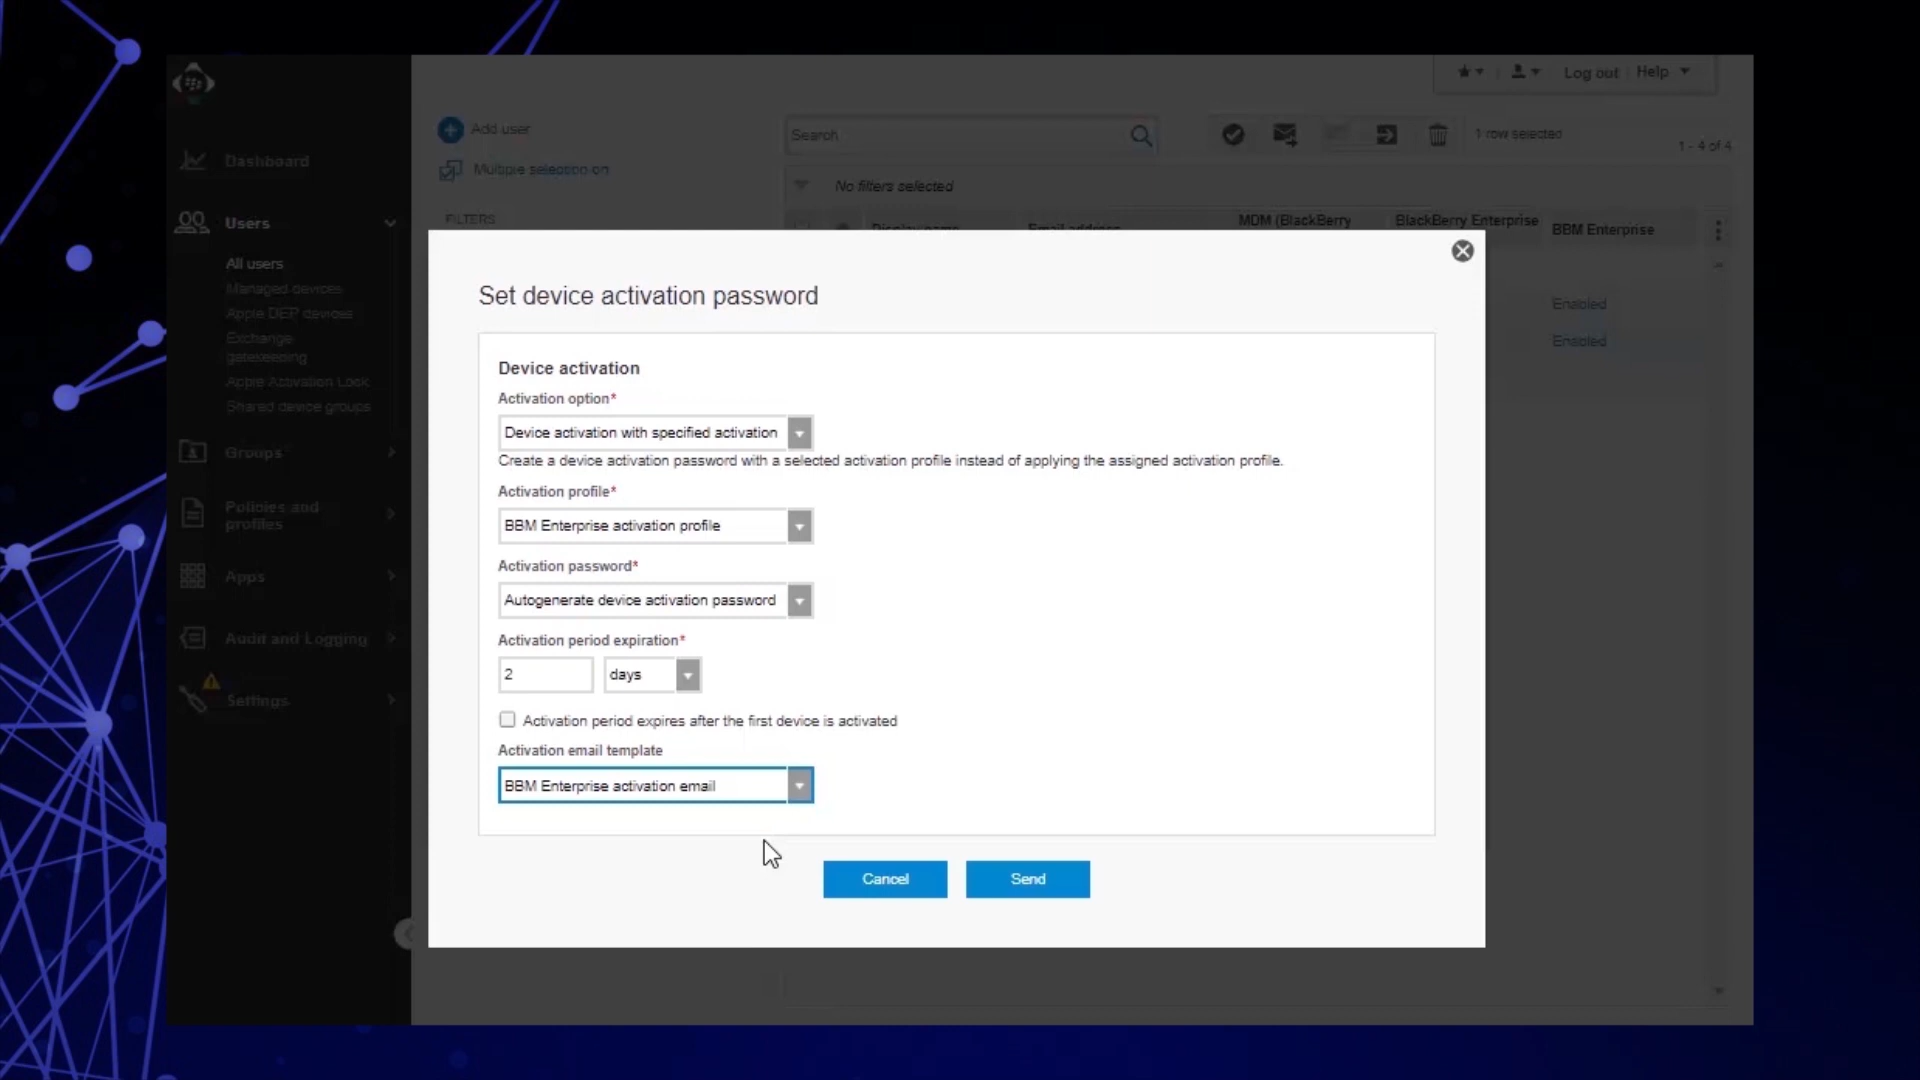 Log out
Help
Add user
Search
1 row selected
Dashboard
1 - 4 of 4
Multiple selection on
No filters selected
Users
FILTERS
Display name
Email address
MDM (BlackBerry
BlackBerry Enterprise
BBM Enterprise
All users
Managed devices
Apple DEP devices
Exchange
gatekeeping
Apple Activation Lock
Shared device groups
Groups
Policies and
profiles
Apps
Audit and Logging
Settings
Enabled
Enabled
Set device activation password
Device activation
Activation option*
Device activation with specified activation
Create a device activation password with a selected activation profile instead of applying the assigned activation profile.
Activation profile*
BBM Enterprise activation profile
Activation password*
Autogenerate device activation password
Activation period expiration*
2
days
Activation period expires after the first device is activated
Activation email template
BBM Enterprise activation email
Cancel
Send